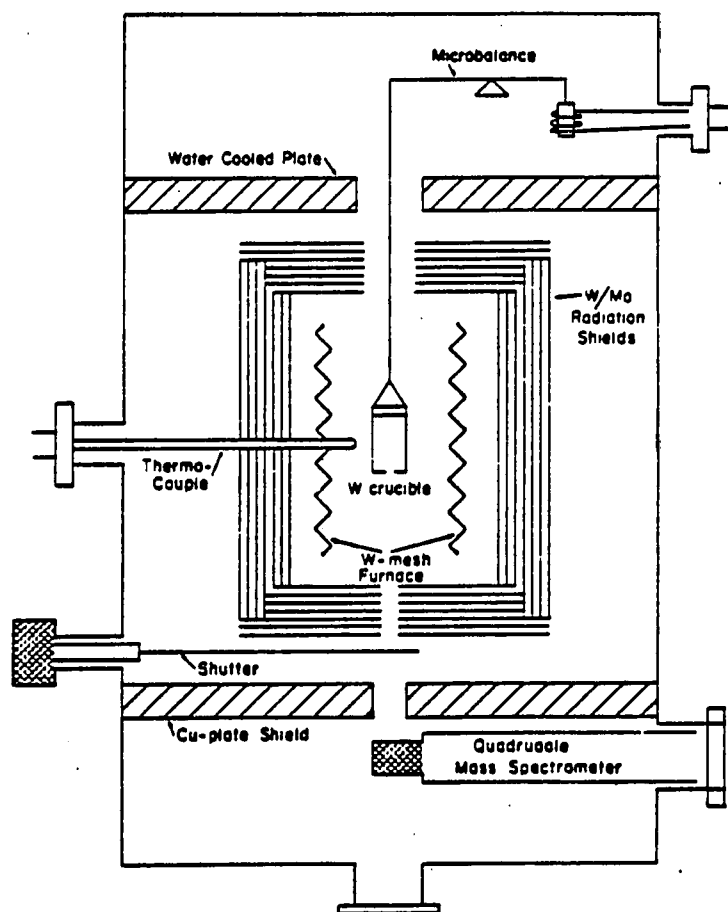 Microbalance
Water Cooled Plate
W/Mo
Radiation
Shields
Thermo-
Couple
W crucible
W-mesh
Furnace
Shutter
Cu-plate Shield
Quadrupole
Mass Spectrometer